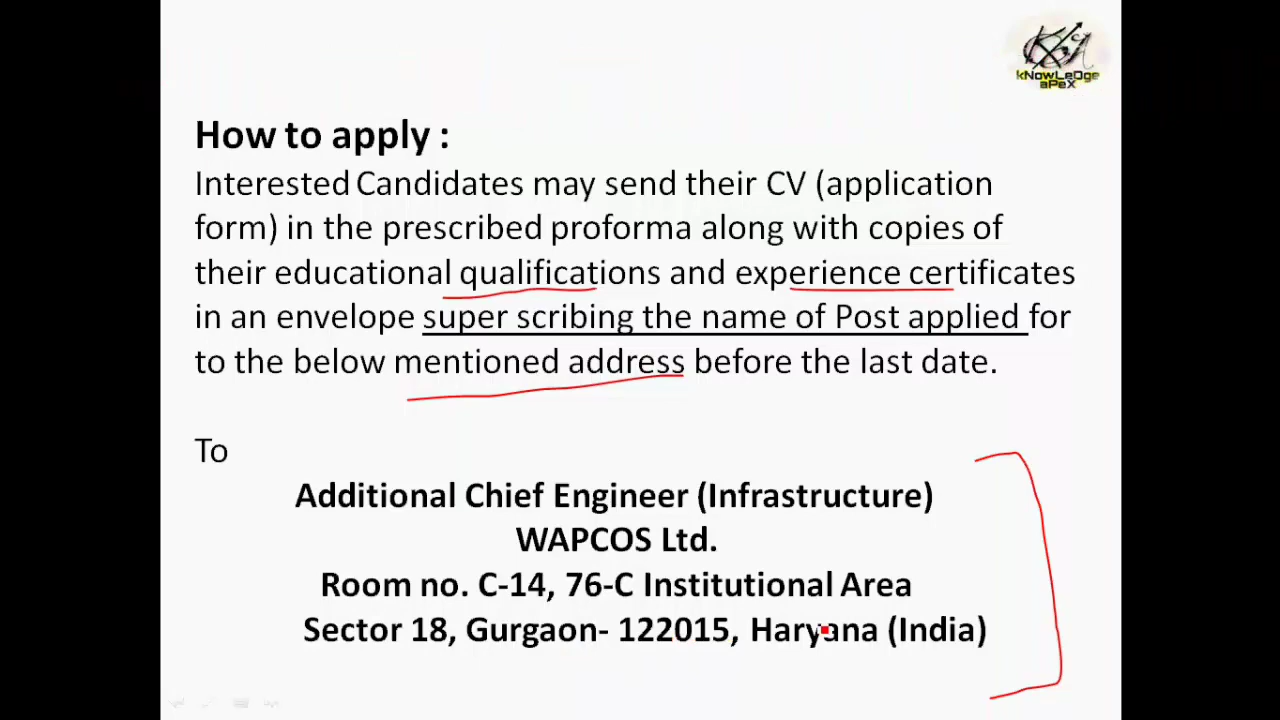 kNowLeDge
aPeX
How to apply :
Interested Candidates may send their CV (application
form) in the prescribed proforma along with copies of
their educational qualifications and experience certificates
in an envelope super scribing the name of Post applied for
to the below mentioned address before the last date.
To
Additional Chief Engineer (Infrastructure)
WAPCOS Ltd.
Room no. C-14, 76-C Institutional Area
Sector 18, Gurgaon- 122015, Haryana (India)